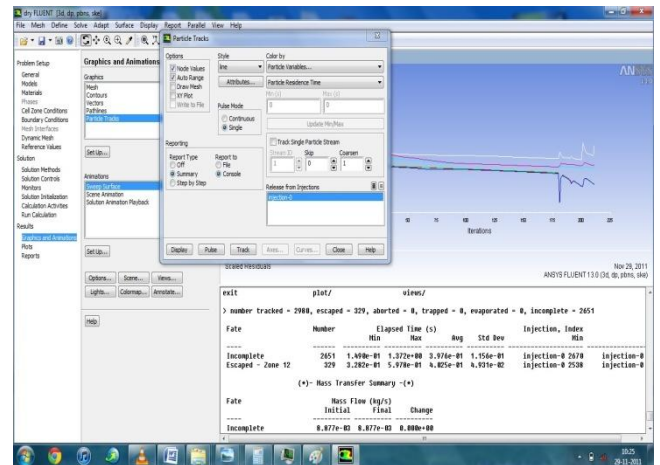 dry FLUENT [3d, dp, pbns, ske]
File Mesh Define Solve Adapt Surface Display Report Parallel View Help
Problem Setup
General
Models
Materials
Phases
Cell Zone Conditions
Boundary Conditions
Mesh Interfaces
Dynamic Mesh
Reference Values
Solution
Solution Methods
Solution Controls
Monitors
Solution Initialization
Calculation Activities
Run Calculation
Results
Graphics and Animations
Plots
Reports
Graphics and Animations
Graphics
Mesh
Contours
Vectors
Pathlines
Particle Tracks
Set Up...
Animations
Sweep Surface
Scene Animation
Solution Animation Playback
Set Up...
Options... Scene... Views...
Lights... Colormap... Annotate...
Help
Particle Tracks
Options
Node Values
Auto Range
Draw Mesh
XY Plot
Write to File
Style
line
Attributes...
Pulse Mode
Continuous
Single
Color by
Particle Variables...
Particle Residence Time
Min (s) Max (s)
0 0
Update Min/Max
Track Single Particle Stream
Stream ID Skip Coarsen
1 0 1
Reporting
Report Type Report to
Off File
Summary Console
Step by Step
Release from Injections
injection-0
Display Pulse Track Axes... Curves... Close Help
Iterations
Scaled Residuals
Nov 29, 2011
ANSYS FLUENT 13.0 (3d, dp, pbns, ske)
exit plot/ views/
> number tracked = 2980, escaped = 329, aborted = 0, trapped = 0, evaporated = 0, incomplete = 2651
Fate Number Elapsed Time (s) Injection, Index
Min Max Avg Std Dev Min
Incomplete 2651 1.490e-01 1.372e+00 3.976e-01 1.156e-01 injection-0 2670 injection-0
Escaped - Zone 12 329 3.282e-01 5.978e-01 4.025e-01 4.931e-02 injection-0 2538 injection-0
(*)- Mass Transfer Summary -(*)
Fate Mass Flow (kg/s)
Initial Final Change
Incomplete 8.877e-03 8.877e-03 0.000e+00
10:25
29-11-2011